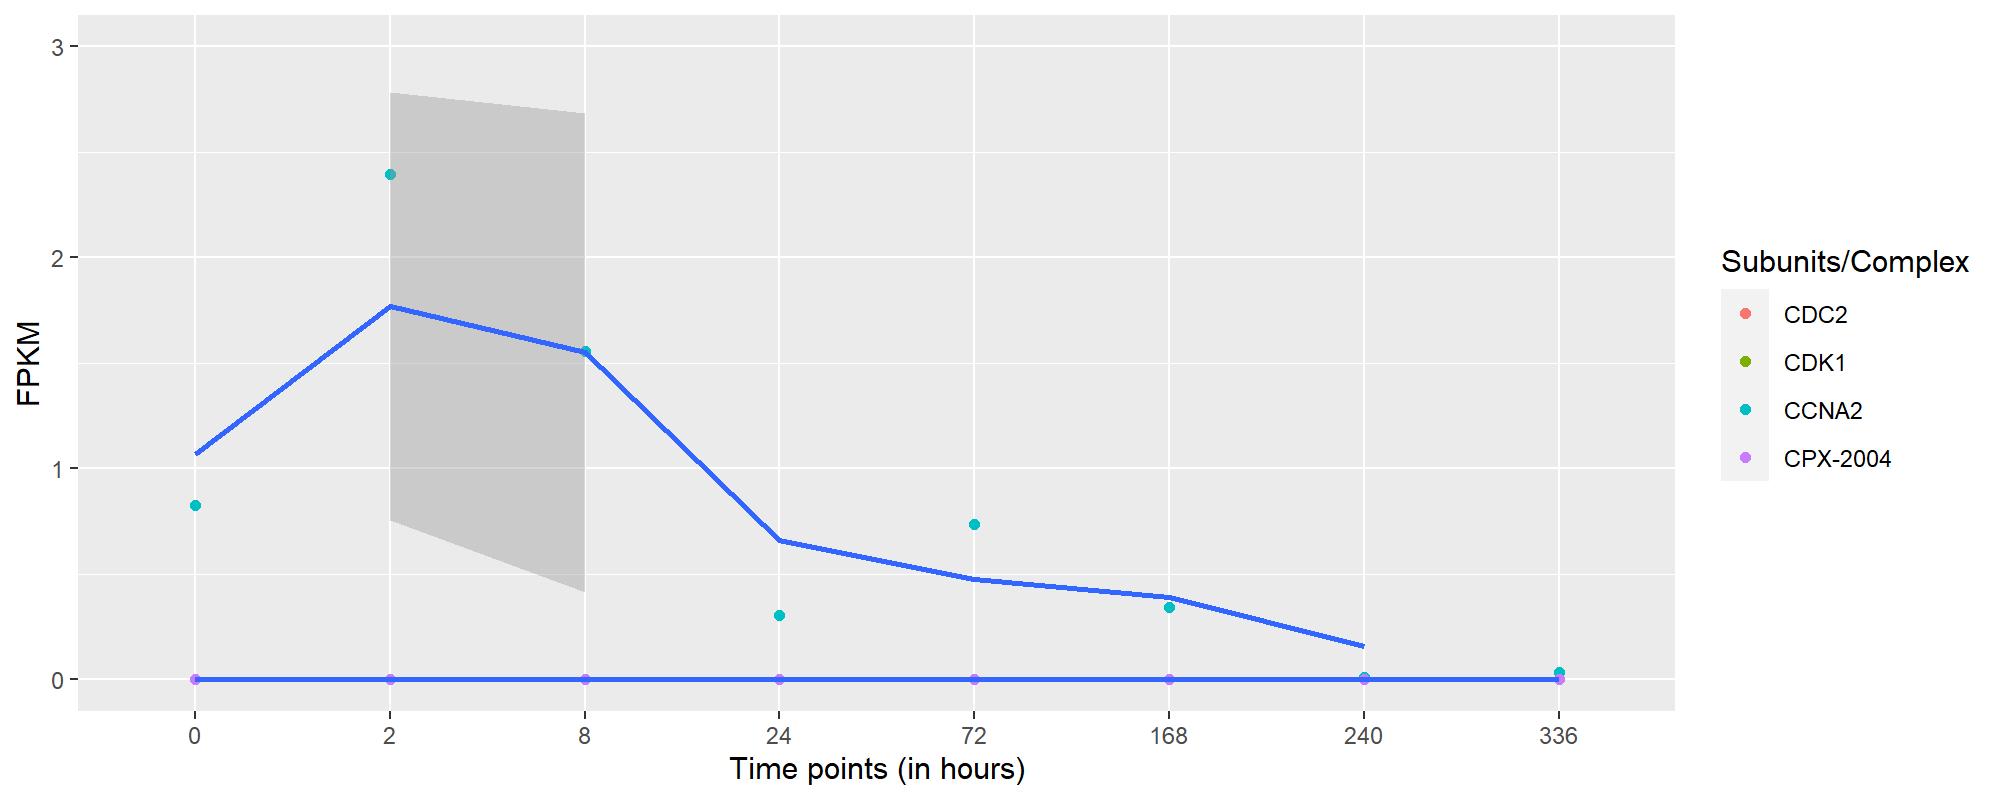 3
2
1
0
FPKM
0 2 8 24 72 168 240 336
Time points (in hours)
Subunits/Complex
CDC2
CDK1
CCNA2
CPX-2004